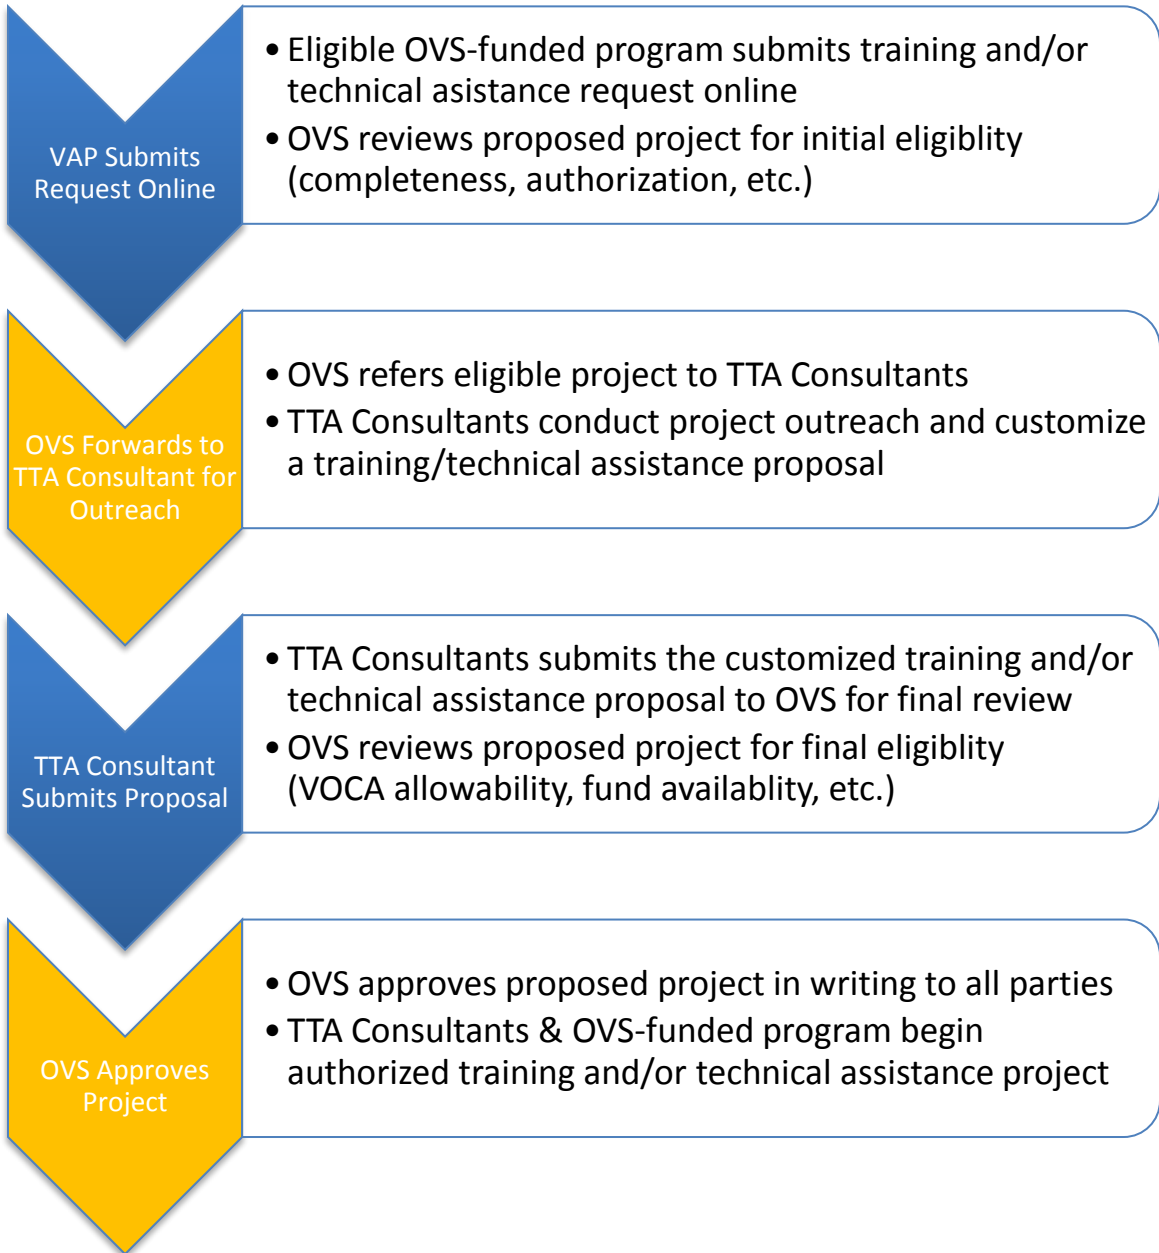 VAP Submits
Request Online
• Eligible OVS-funded program submits training and/or
technical asistance request online
• OVS reviews proposed project for initial eligiblity
(completeness, authorization, etc.)
OVS Forwards to
TTA Consultant for
Outreach
• OVS refers eligible project to TTA Consultants
• TTA Consultants conduct project outreach and customize
a training/technical assistance proposal
TTA Consultant
Submits Proposal
• TTA Consultants submits the customized training and/or
technical assistance proposal to OVS for final review
• OVS reviews proposed project for final eligiblity
(VOCA allowability, fund availablity, etc.)
OVS Approves
Project
• OVS approves proposed project in writing to all parties
• TTA Consultants & OVS-funded program begin
authorized training and/or technical assistance project